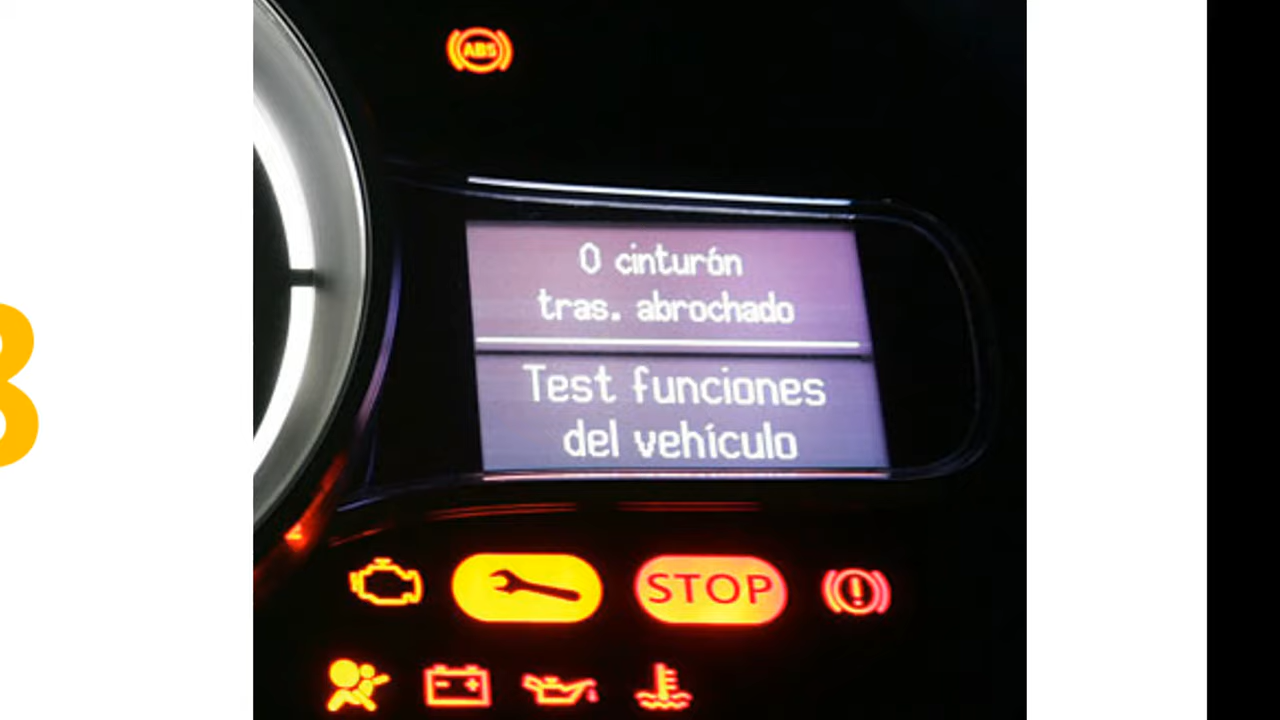 ABS
0 cinturón
tras. abrochado
Test funciones
del vehículo
STOP